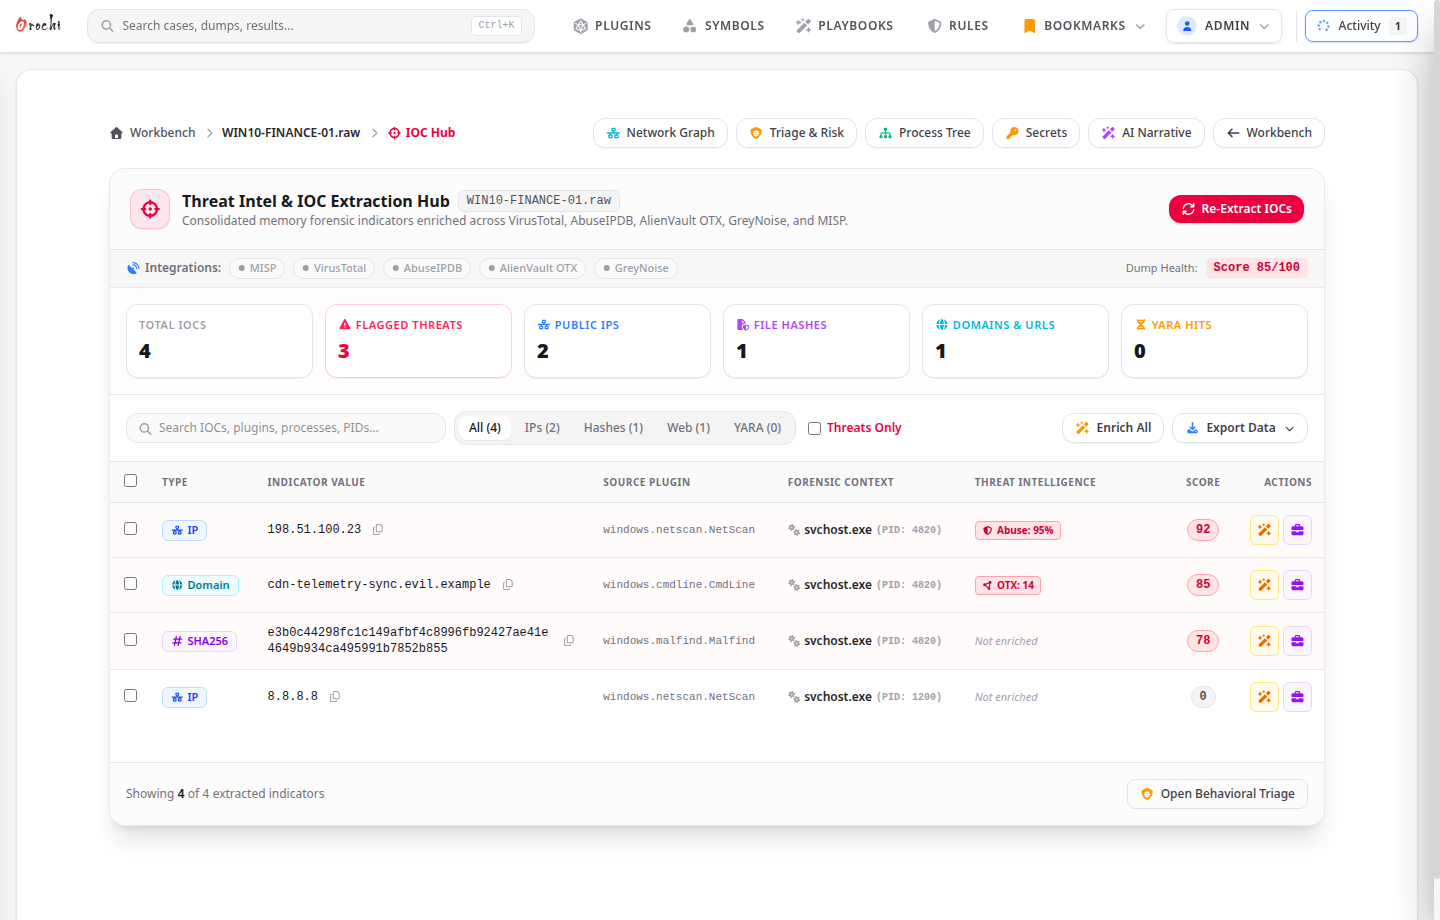 Orochi
Search cases, dumps, results...
Ctrl+K
PLUGINS
SYMBOLS
PLAYBOOKS
RULES
BOOKMARKS
ADMIN
Activity 1
Workbench
WIN10-FINANCE-01.raw
IOC Hub
Network Graph
Triage & Risk
Process Tree
Secrets
AI Narrative
Workbench
Threat Intel & IOC Extraction Hub WIN10-FINANCE-01.raw
Consolidated memory forensic indicators enriched across VirusTotal, AbuseIPDB, AlienVault OTX, GreyNoise, and MISP.
Re-Extract IOCs
Integrations: MISP VirusTotal AbuseIPDB AlienVault OTX GreyNoise
Dump Health: Score 85/100
TOTAL IOCS
4
FLAGGED THREATS
3
PUBLIC IPS
2
FILE HASHES
1
DOMAINS & URLS
1
YARA HITS
0
Search IOCs, plugins, processes, PIDs...
All (4) IPs (2) Hashes (1) Web (1) YARA (0)
Threats Only
Enrich All
Export Data
TYPE INDICATOR VALUE SOURCE PLUGIN FORENSIC CONTEXT THREAT INTELLIGENCE SCORE ACTIONS
IP 198.51.100.23 windows.netscan.NetScan svchost.exe (PID: 4820) Abuse: 95% 92
Domain cdn-telemetry-sync.evil.example windows.cmdline.CmdLine svchost.exe (PID: 4820) OTX: 14 85
SHA256 e3b0c44298fc1c149afbf4c8996fb92427ae41e
4649b934ca495991b7852b855 windows.malfind.Malfind svchost.exe (PID: 4820) Not enriched 78
IP 8.8.8.8 windows.netscan.NetScan svchost.exe (PID: 1200) Not enriched 0
Showing 4 of 4 extracted indicators
Open Behavioral Triage